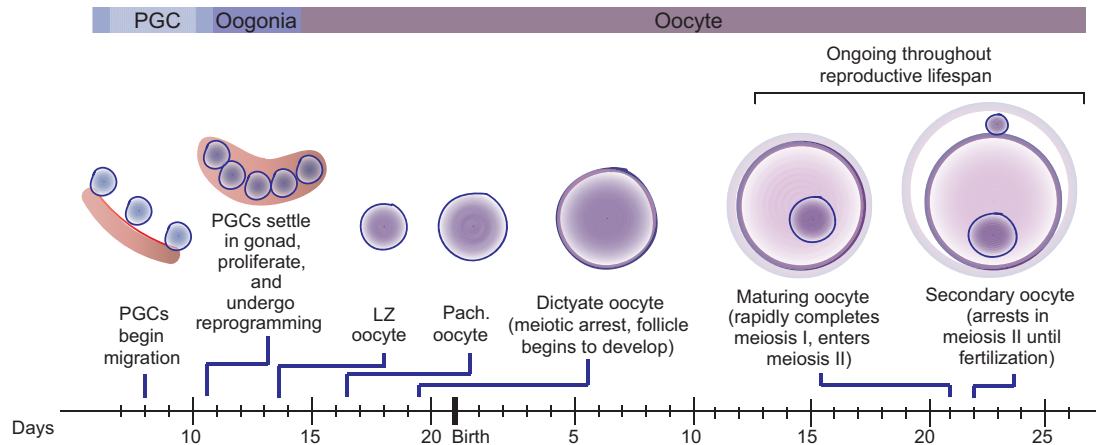 PGC
Oogonia
Oocyte
Ongoing throughout
reproductive lifespan
PGCs settle
in gonad,
proliferate,
and
undergo
reprogramming
PGCs
begin
migration
LZ
oocyte
Pach.
oocyte
Dictyate oocyte
(meiotic arrest, follicle
begins to develop)
Maturing oocyte
(rapidly completes
meiosis I, enters
meiosis II)
Secondary oocyte
(arrests in
meiosis II until
fertilization)
Days
10
15
20
Birth
5
10
15
20
25